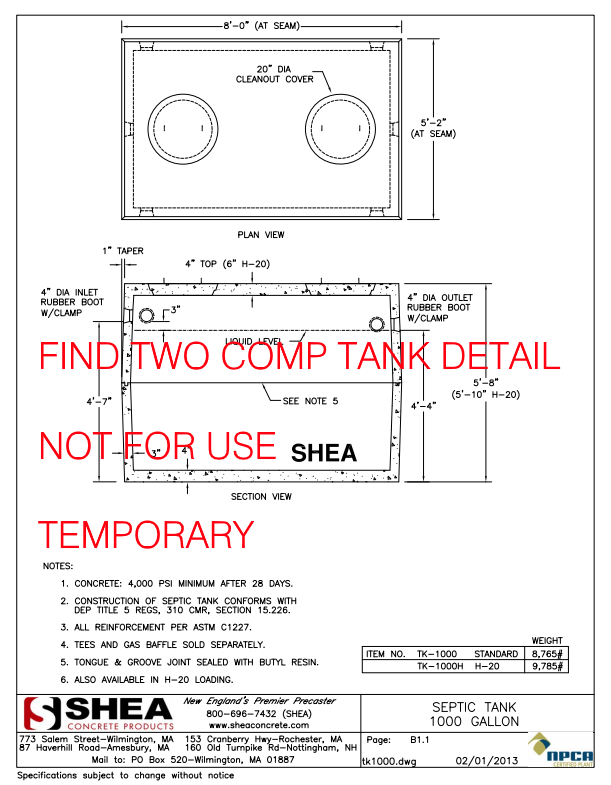 8'-0" (AT SEAM)
20" DIA
CLEANOUT COVER
5'-2"
(AT SEAM)
PLAN VIEW
1" TAPER
4" TOP (6" H-20)
4" DIA INLET
RUBBER BOOT
W/CLAMP
3"
4" DIA OUTLET
RUBBER BOOT
W/CLAMP
LIQUID LEVEL
FIND TWO COMP TANK DETAIL
5'-8"
(5'-10" H-20)
4'-7"
SEE NOTE 5
4'-4"
NOT FOR USE
SHEA
3"
4"
SECTION VIEW
TEMPORARY
NOTES:
1. CONCRETE: 4,000 PSI MINIMUM AFTER 28 DAYS.
2. CONSTRUCTION OF SEPTIC TANK CONFORMS WITH
DEP TITLE 5 REGS, 310 CMR, SECTION 15.226.
3. ALL REINFORCEMENT PER ASTM C1227.
4. TEES AND GAS BAFFLE SOLD SEPARATELY.
5. TONGUE & GROOVE JOINT SEALED WITH BUTYL RESIN.
6. ALSO AVAILABLE IN H-20 LOADING.
WEIGHT
ITEM NO. TK-1000 STANDARD 8,765#
TK-1000H H-20 9,785#
SHEA
CONCRETE PRODUCTS
New England's Premier Precaster
800-696-7432 (SHEA)
www.sheaconcrete.com
SEPTIC TANK
1000 GALLON
773 Salem Street-Wilmington, MA 153 Cranberry Hwy-Rochester, MA
87 Haverhill Road-Amesbury, MA 160 Old Turnpike Rd-Nottingham, NH
Mail to: PO Box 520-Wilmington, MA 01887
Page: B1.1
tk1000.dwg 02/01/2013
NPCA
CERTIFIED PLANT
Specifications subject to change without notice